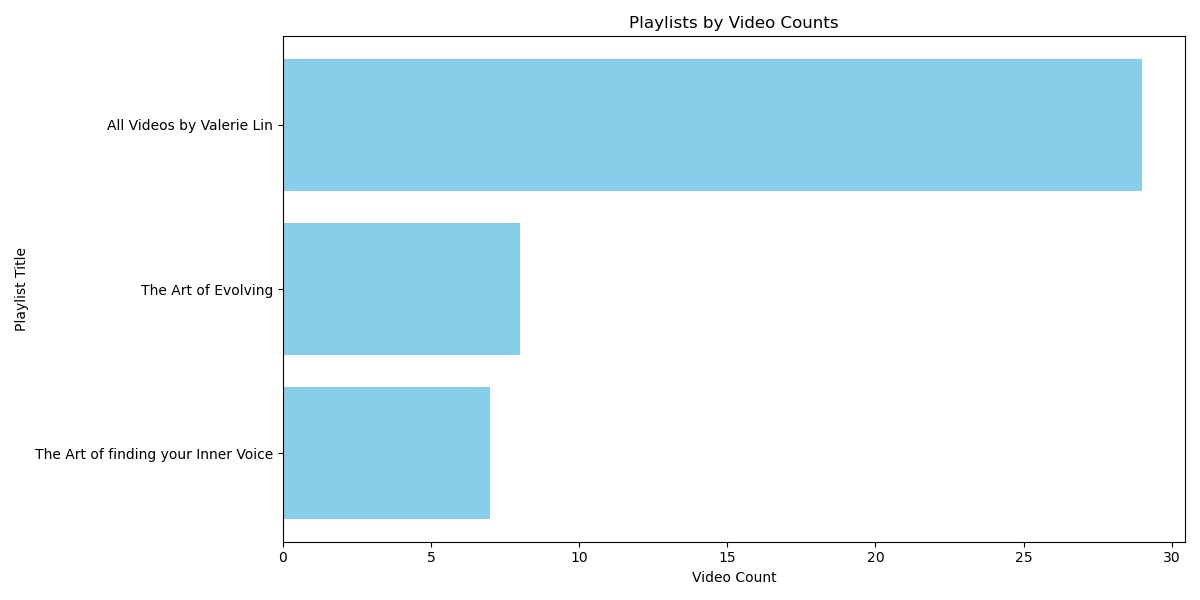 Playlists by Video Counts
Playlist Title
All Videos by Valerie Lin
The Art of Evolving
The Art of finding your Inner Voice
0 5 10 15 20 25 30
Video Count